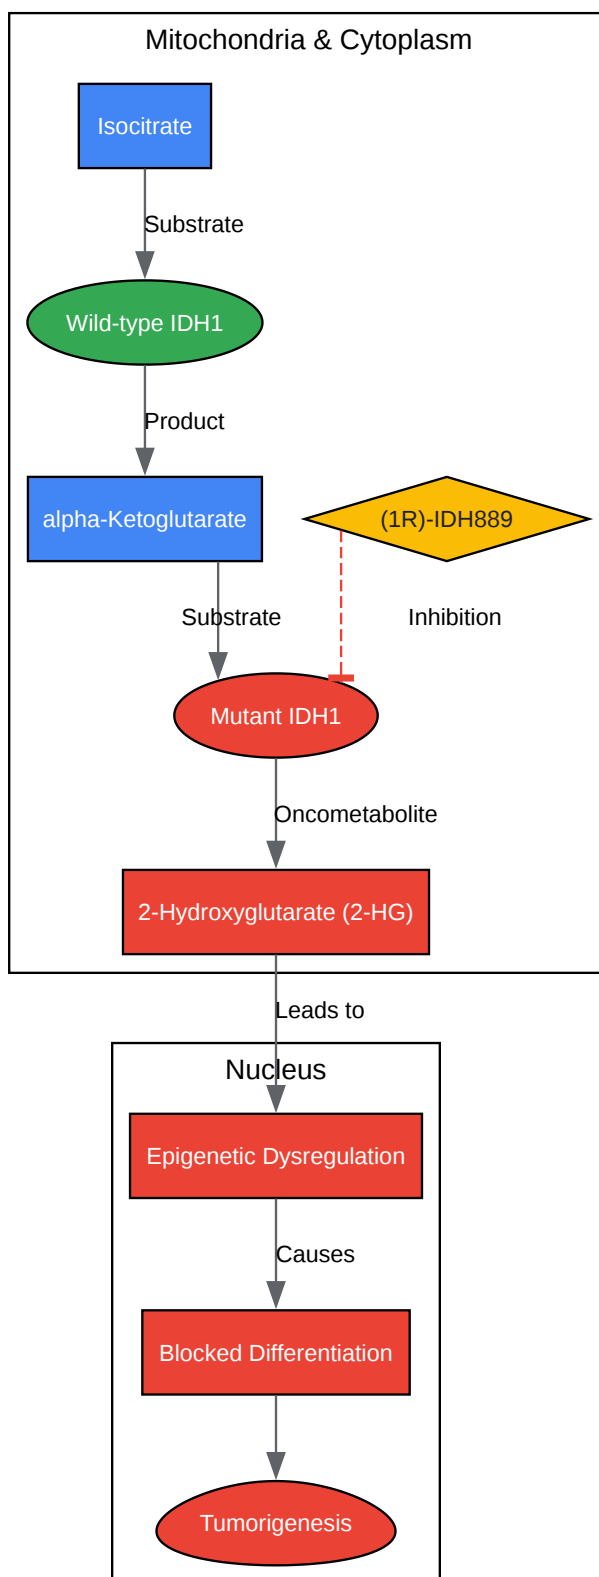 Mitochondria & Cytoplasm
Isocitrate
Substrate
Wild-type IDH1
Product
alpha-Ketoglutarate
(1R)-IDH889
Substrate
Inhibition
Mutant IDH1
Oncometabolite
2-Hydroxyglutarate (2-HG)
Leads to
Nucleus
Epigenetic Dysregulation
Causes
Blocked Differentiation
Tumorigenesis